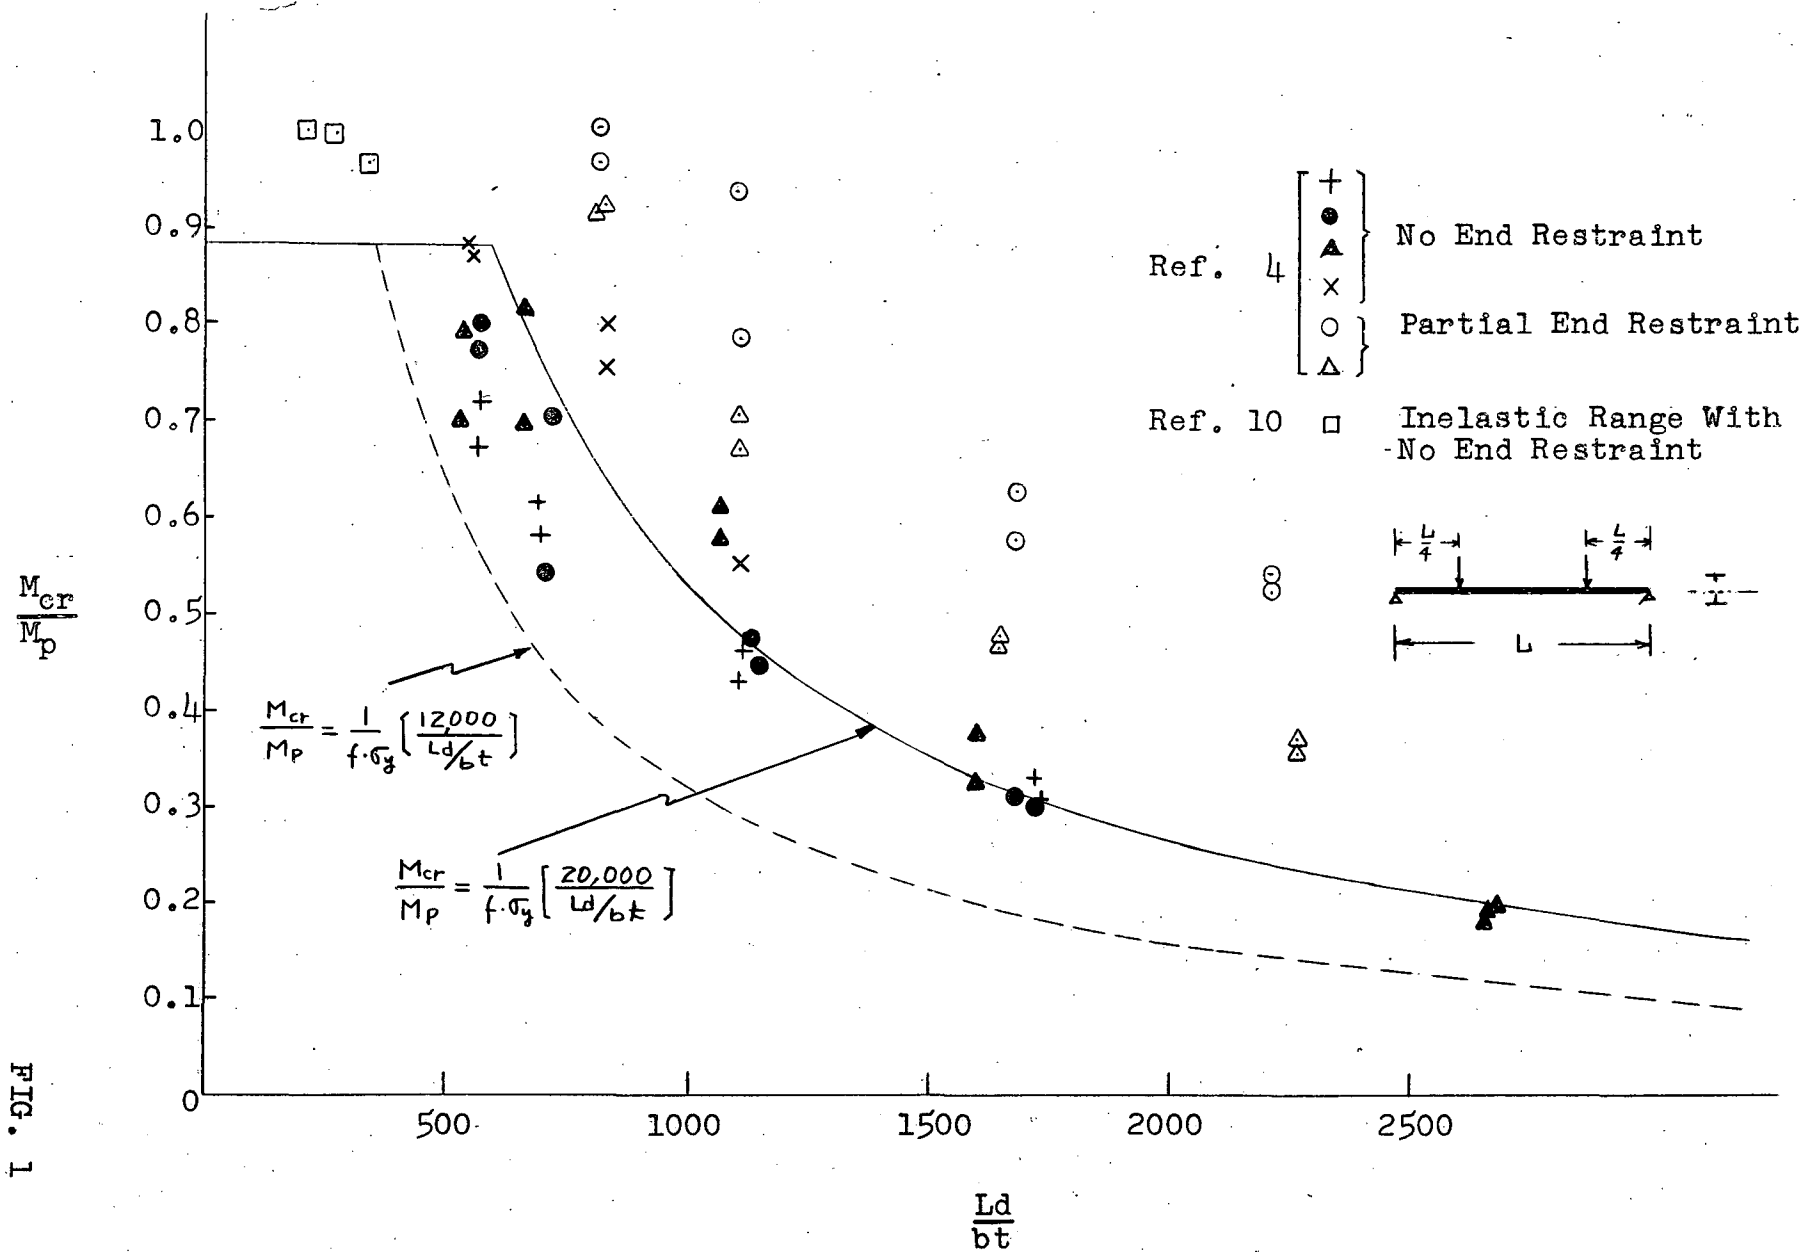 1.0
0.9
0.8
0.7
0.6
0.5
0.4
0.3
0.2
0.1
0
500
1000
1500
2000
2500
Mcr
Mp
Ld
bt
Ref. 4
+
×
No End Restraint
Partial End Restraint
Ref. 10
Inelastic Range With
No End Restraint
L/4
L/4
L
Mcr/Mp = 1/f·σy [12,000/Ld/bt]
Mcr/Mp = 1/f·σy [20,000/Ld/bt]
FIG. 1